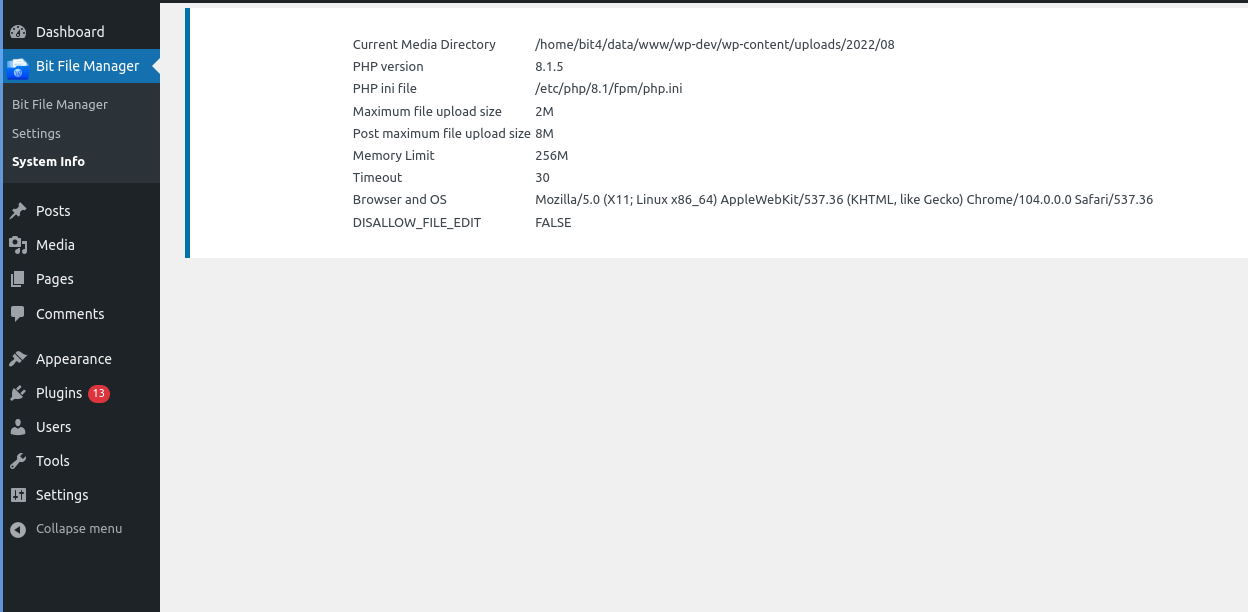 Dashboard
Bit File Manager
Bit File Manager
Settings
System Info
Posts
Media
Pages
Comments
Appearance
Plugins 13
Users
Tools
Settings
Collapse menu
Current Media Directory /home/bit4/data/www/wp-dev/wp-content/uploads/2022/08
PHP version 8.1.5
PHP ini file /etc/php/8.1/fpm/php.ini
Maximum file upload size 2M
Post maximum file upload size 8M
Memory Limit 256M
Timeout 30
Browser and OS Mozilla/5.0 (X11; Linux x86_64) AppleWebKit/537.36 (KHTML, like Gecko) Chrome/104.0.0.0 Safari/537.36
DISALLOW_FILE_EDIT FALSE